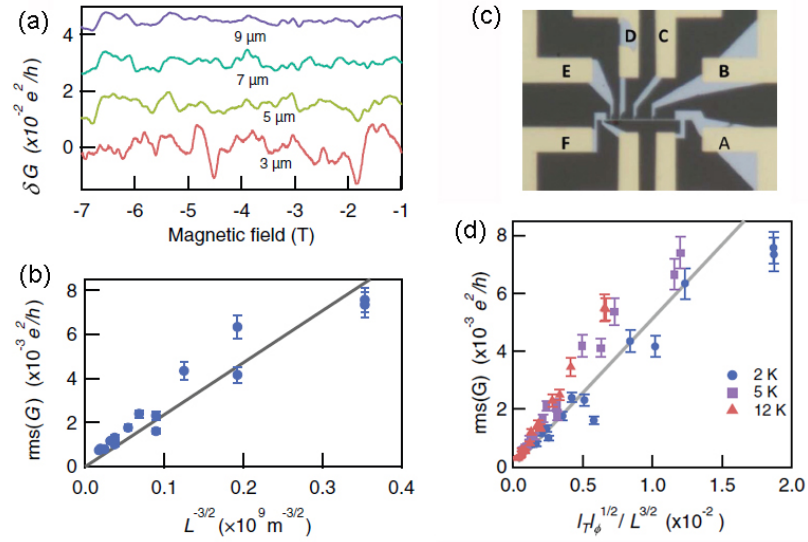 (a)
δG (x10⁻² e²/h)
4
2
0
9 μm
7 μm
5 μm
3 μm
-7 -6 -5 -4 -3 -2 -1
Magnetic field (T)
(b)
rms(G) (x10⁻³ e²/h)
8
6
4
2
0
0.0 0.1 0.2 0.3 0.4
L⁻³/² (×10⁹ m⁻³/²)
(c)
D C
E B
F A
(d)
rms(G) (x10⁻³ e²/h)
8
6
4
2
0
2 K
5 K
12 K
0.0 0.5 1.0 1.5 2.0
l_T l_ϕ^1/2 / L^3/2 (x10⁻²)